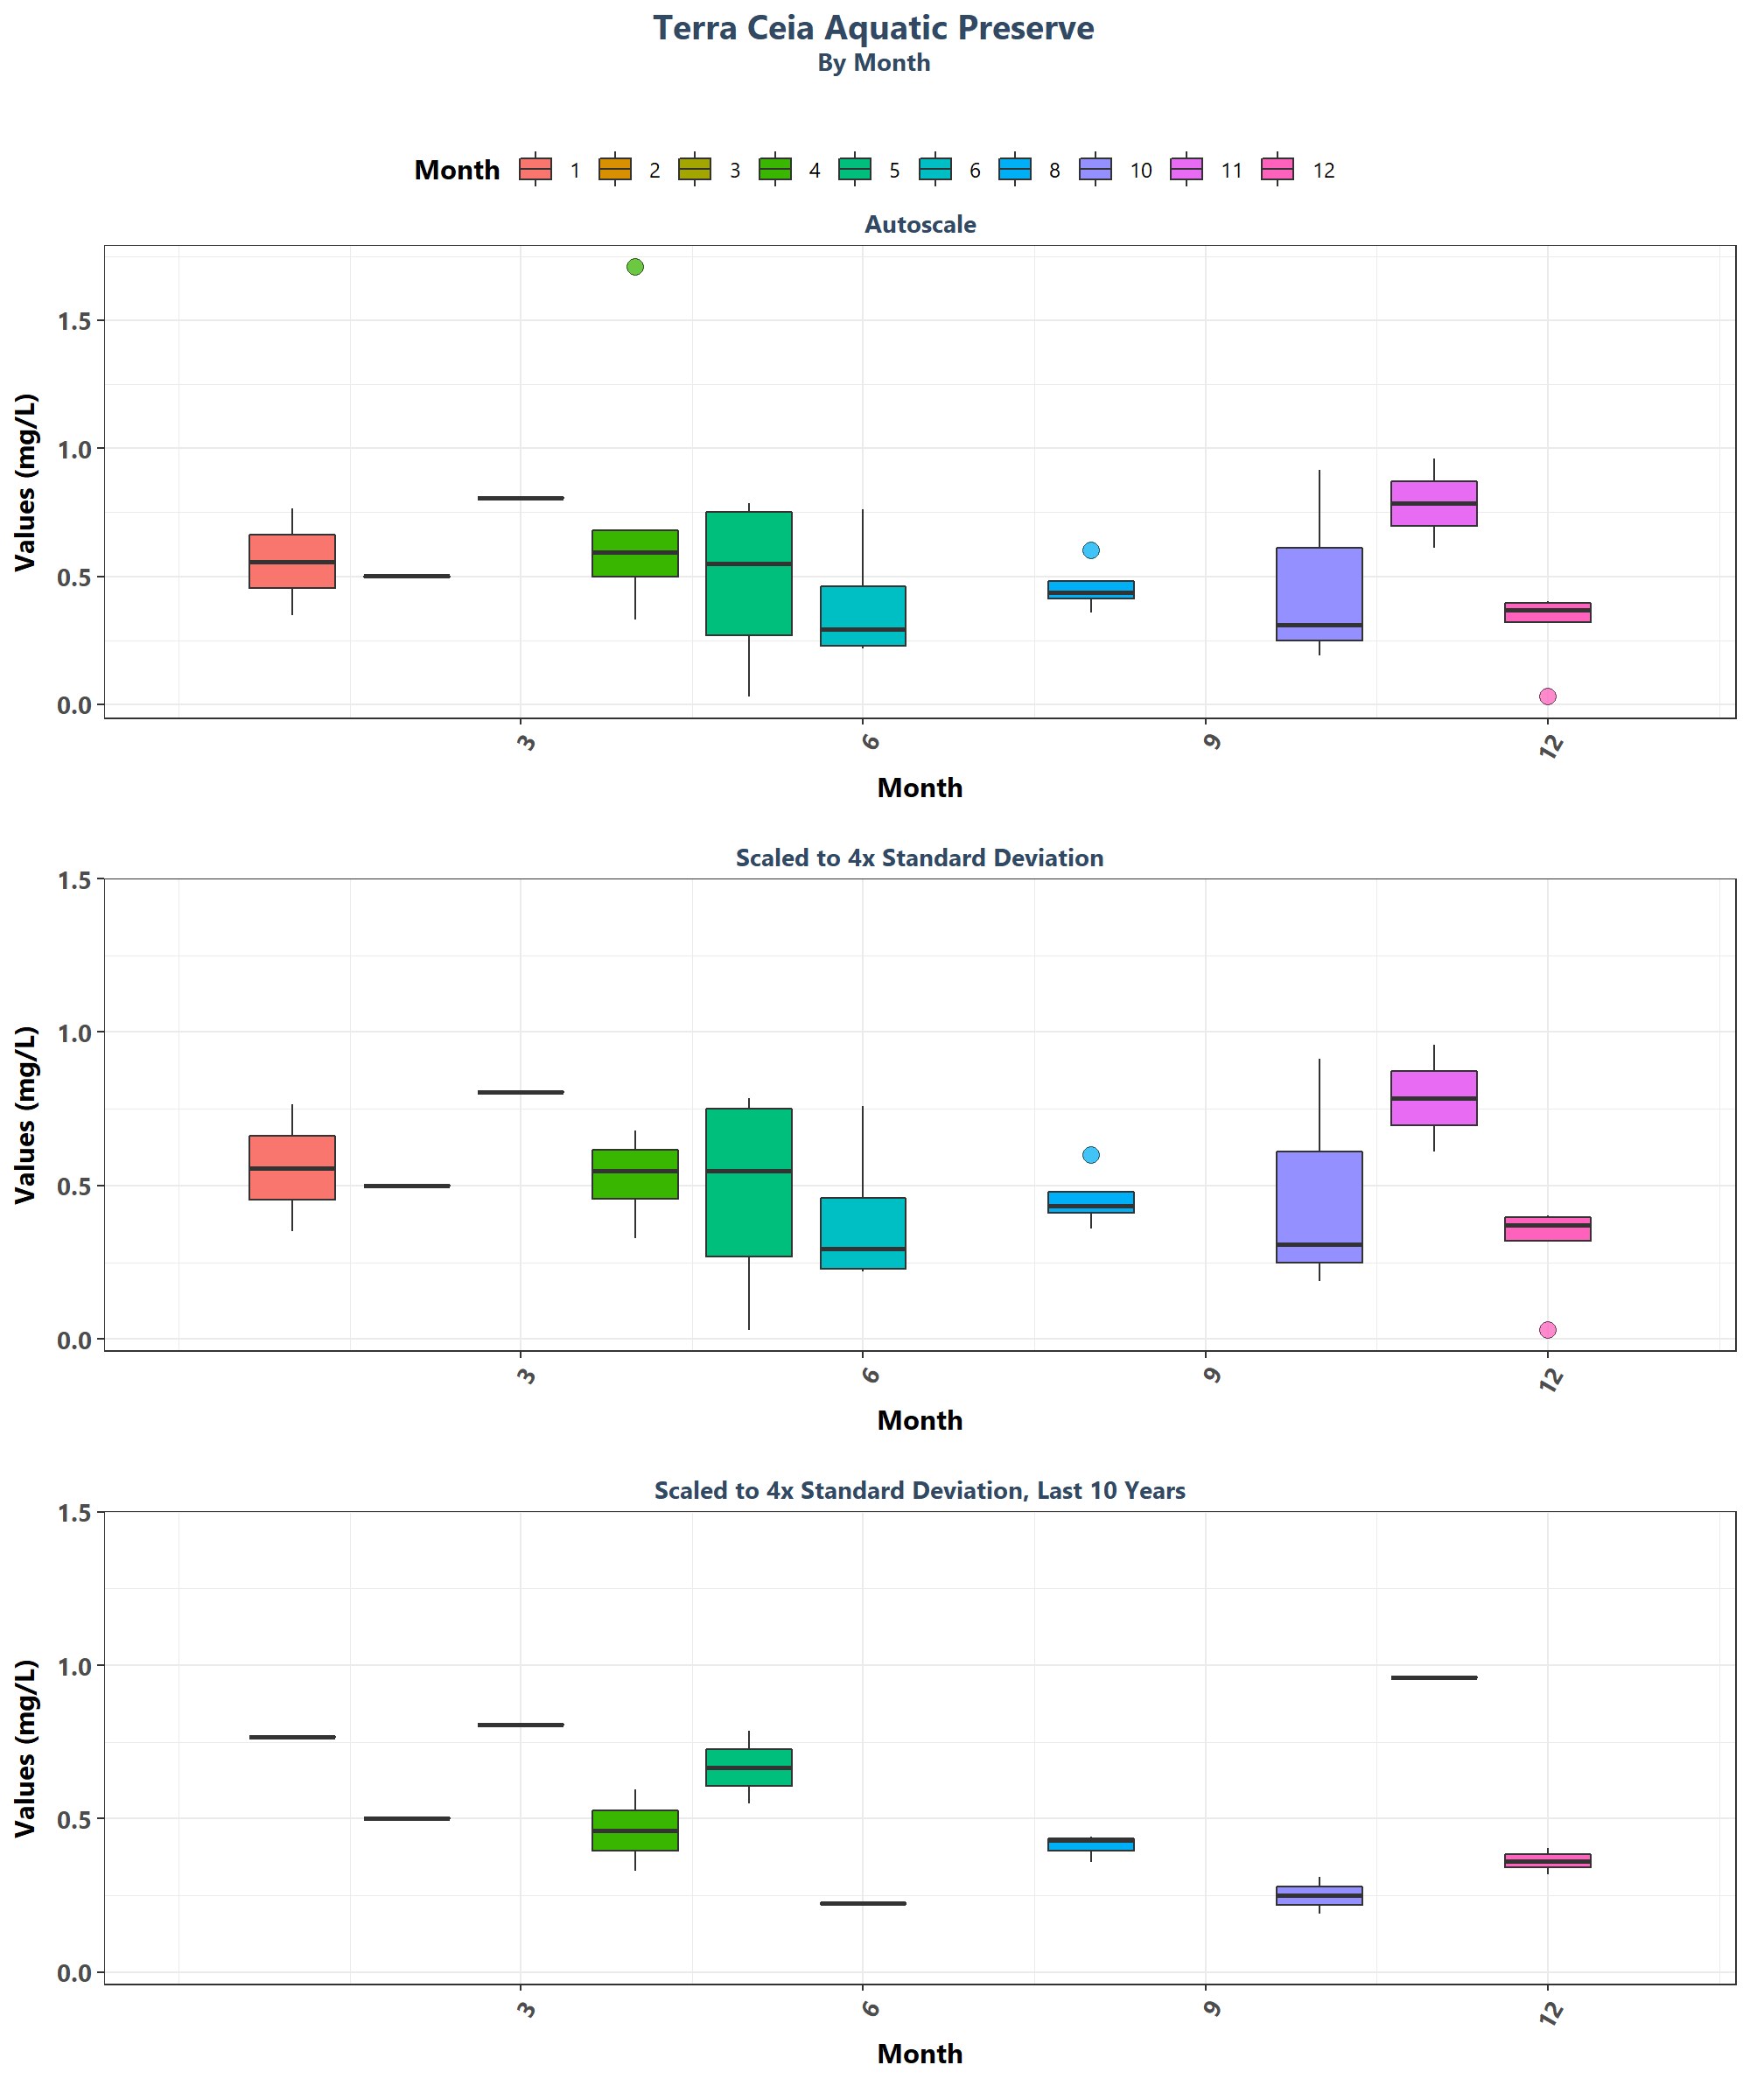 Terra Ceia Aquatic Preserve
By Month
Month 1 2 3 4 5 6 8 10 11 12
Autoscale
Values (mg/L)
1.5
1.0
0.5
0.0
3 6 9 12
Month
Scaled to 4x Standard Deviation
Values (mg/L)
1.5
1.0
0.5
0.0
3 6 9 12
Month
Scaled to 4x Standard Deviation, Last 10 Years
Values (mg/L)
1.5
1.0
0.5
0.0
3 6 9 12
Month